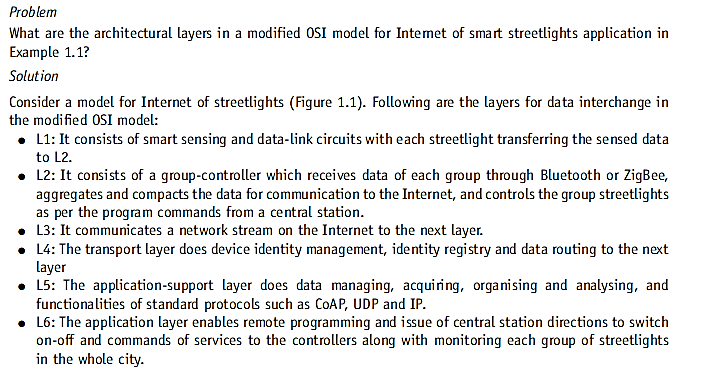 Problem
What are the architectural layers in a modified OSI model for Internet of smart streetlights application in
Example 1.1?
Solution
Consider a model for Internet of streetlights (Figure 1.1). Following are the layers for data interchange in
the modified OSI model:
● L1: It consists of smart sensing and data-link circuits with each streetlight transferring the sensed data
to L2.
● L2: It consists of a group-controller which receives data of each group through Bluetooth or ZigBee,
aggregates and compacts the data for communication to the Internet, and controls the group streetlights
as per the program commands from a central station.
● L3: It communicates a network stream on the Internet to the next layer.
● L4: The transport layer does device identity management, identity registry and data routing to the next
layer
● L5: The application-support layer does data managing, acquiring, organising and analysing, and
functionalities of standard protocols such as CoAP, UDP and IP.
● L6: The application layer enables remote programming and issue of central station directions to switch
on-off and commands of services to the controllers along with monitoring each group of streetlights
in the whole city.